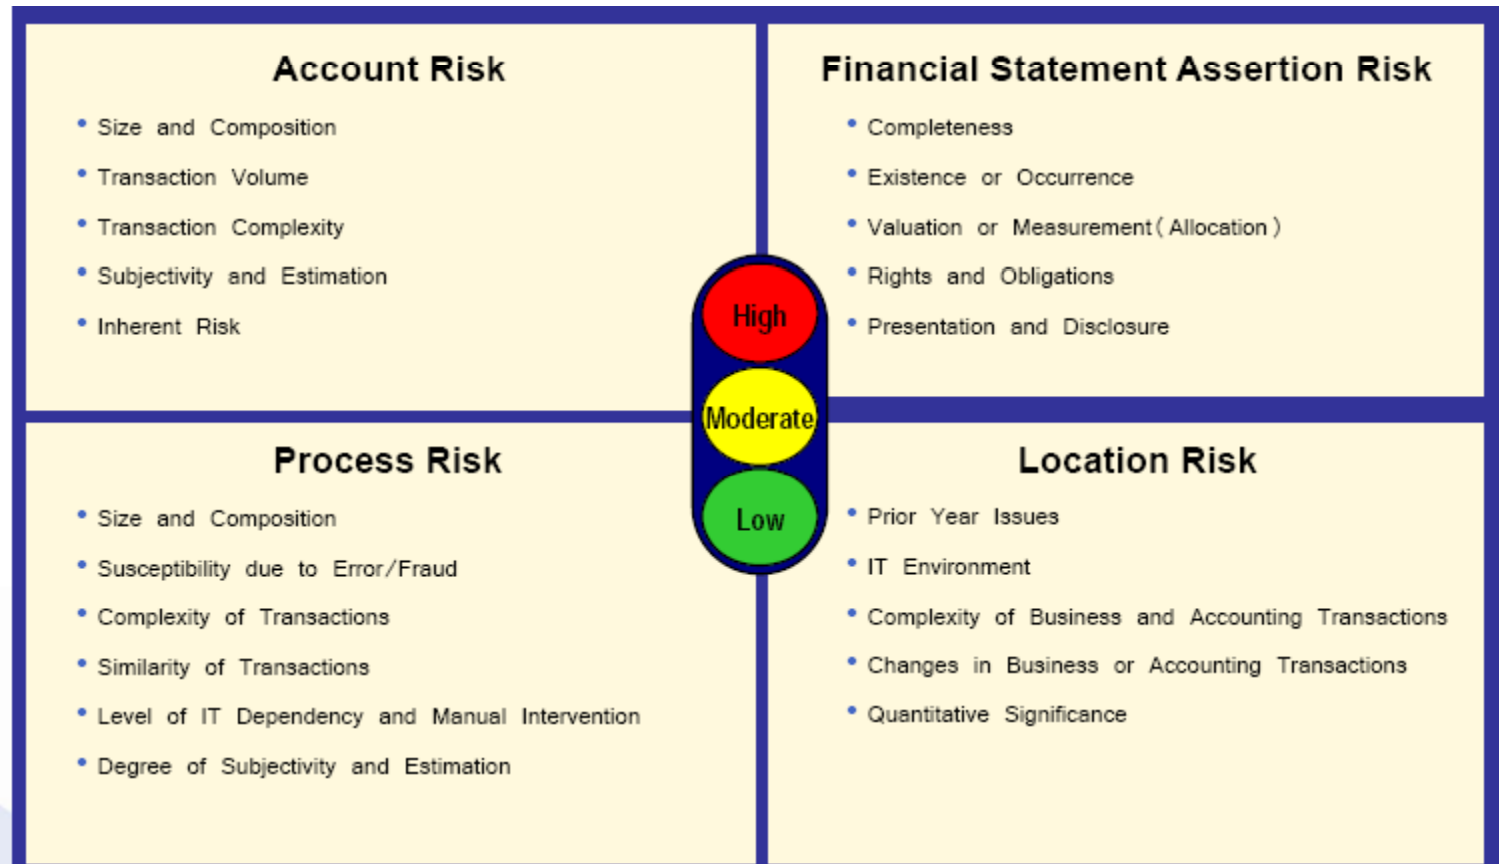 Account Risk
• Size and Composition
• Transaction Volume
• Transaction Complexity
• Subjectivity and Estimation
• Inherent Risk
Financial Statement Assertion Risk
• Completeness
• Existence or Occurrence
• Valuation or Measurement(Allocation)
• Rights and Obligations
• Presentation and Disclosure
High
Moderate
Low
Process Risk
• Size and Composition
• Susceptibility due to Error/Fraud
• Complexity of Transactions
• Similarity of Transactions
• Level of IT Dependency and Manual Intervention
• Degree of Subjectivity and Estimation
Location Risk
• Prior Year Issues
• IT Environment
• Complexity of Business and Accounting Transactions
• Changes in Business or Accounting Transactions
• Quantitative Significance